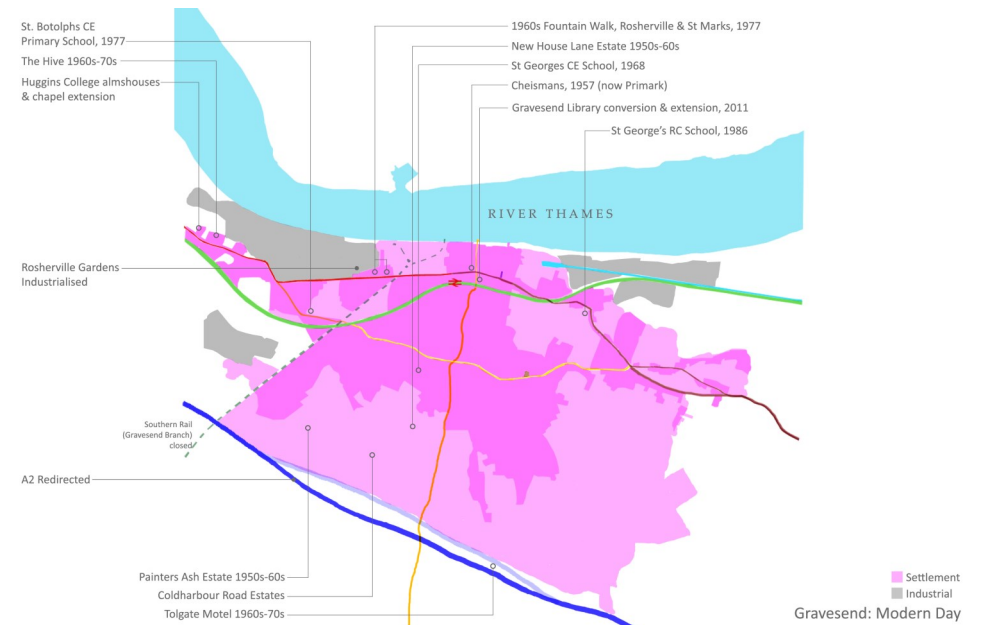 St. Botolphs CE
Primary School, 1977
The Hive 1960s-70s
Huggins College almshouses
& chapel extension
1960s Fountain Walk, Rosherville & St Marks, 1977
New House Lane Estate 1950s-60s
St Georges CE School, 1968
Cheismans, 1957 (now Primark)
Gravesend Library conversion & extension, 2011
St George's RC School, 1986
RIVER THAMES
Rosherville Gardens
Industrialised
Southern Rail
(Gravesend Branch)
closed
A2 Redirected
Painters Ash Estate 1950s-60s
Coldharbour Road Estates
Tolgate Motel 1960s-70s
Settlement
Industrial
Gravesend: Modern Day